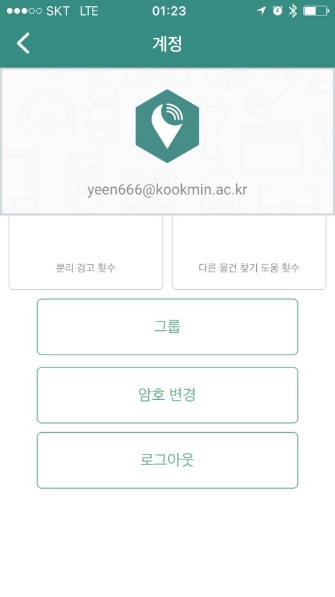 SKT LTE 01:23
계정
yeen666@kookmin.ac.kr
분리 경고 횟수
다른 물건 찾기 도움 횟수
그룹
암호 변경
로그아웃